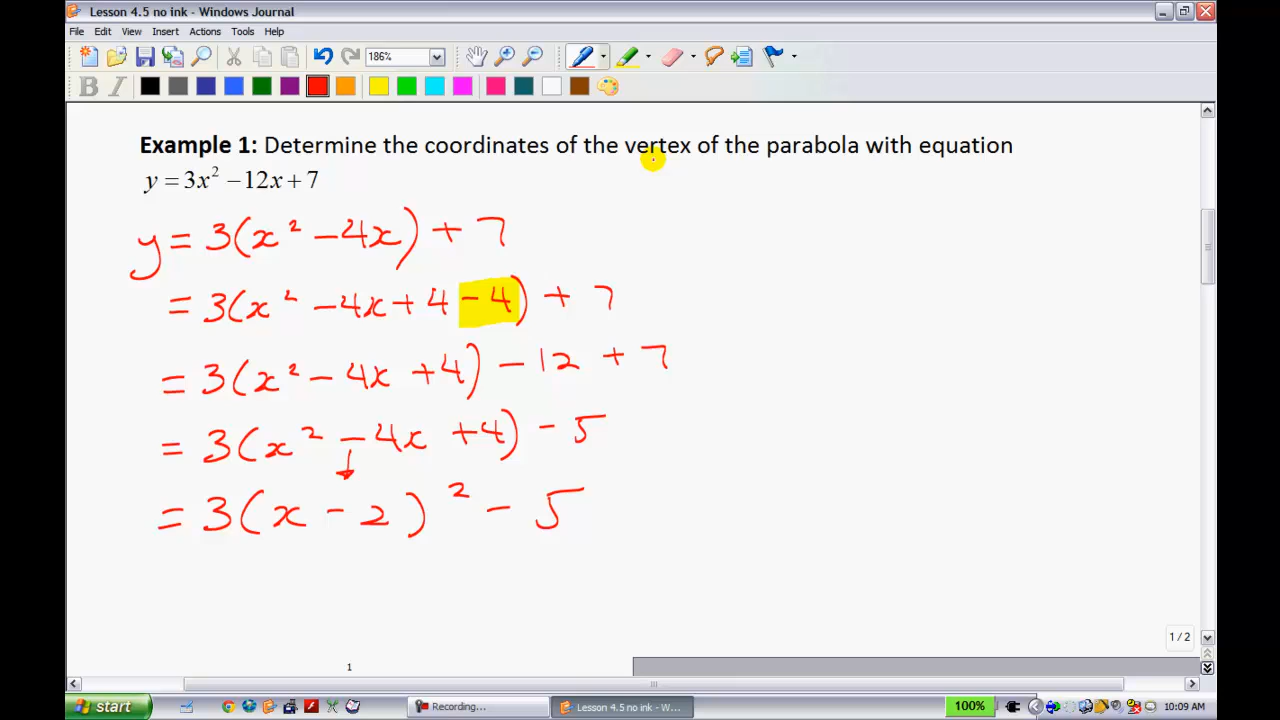 Lesson 4.5 no ink - Windows Journal
File Edit View Insert Actions Tools Help
186%
B I
Example 1: Determine the coordinates of the vertex of the parabola with equation
y = 3x² − 12x + 7
y = 3(x² − 4x) + 7
= 3(x² − 4x + 4 − 4) + 7
= 3(x² − 4x + 4) − 12 + 7
= 3(x² − 4x + 4) − 5
= 3(x − 2)² − 5
1 / 2
1
start Recording... Lesson 4.5 no ink - W... 100% 10:09 AM